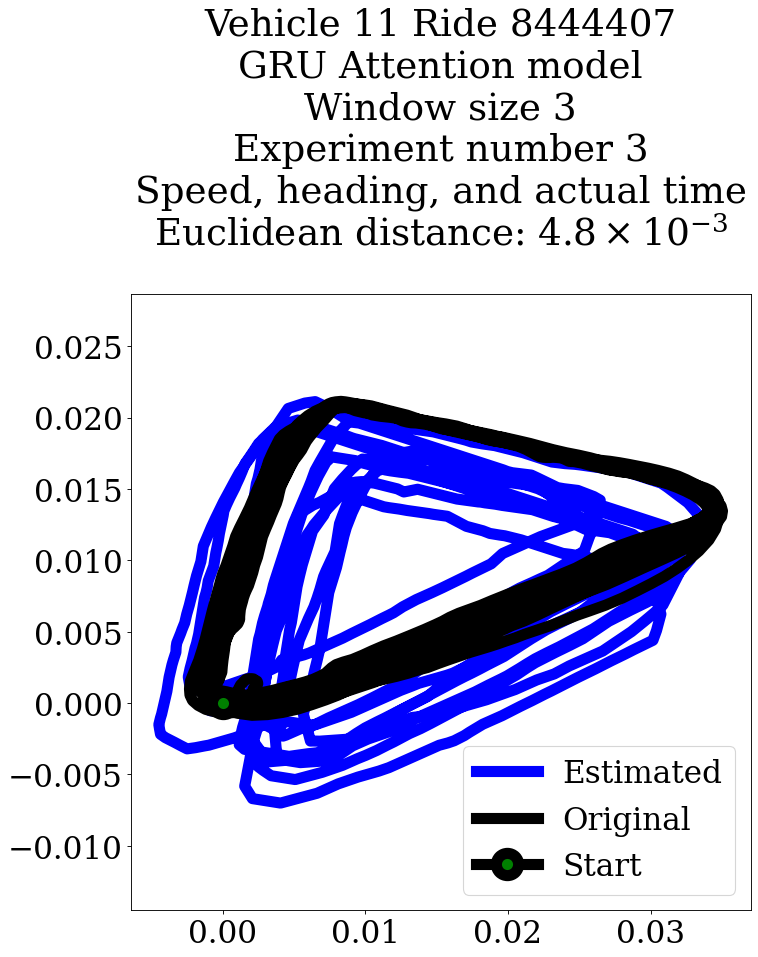 Vehicle 11 Ride 8444407
GRU Attention model
Window size 3
Experiment number 3
Speed, heading, and actual time
Euclidean distance: 4.8 × 10⁻³
0.025
0.020
0.015
0.010
0.005
0.000
−0.005
−0.010
Estimated
Original
Start
0.00 0.01 0.02 0.03